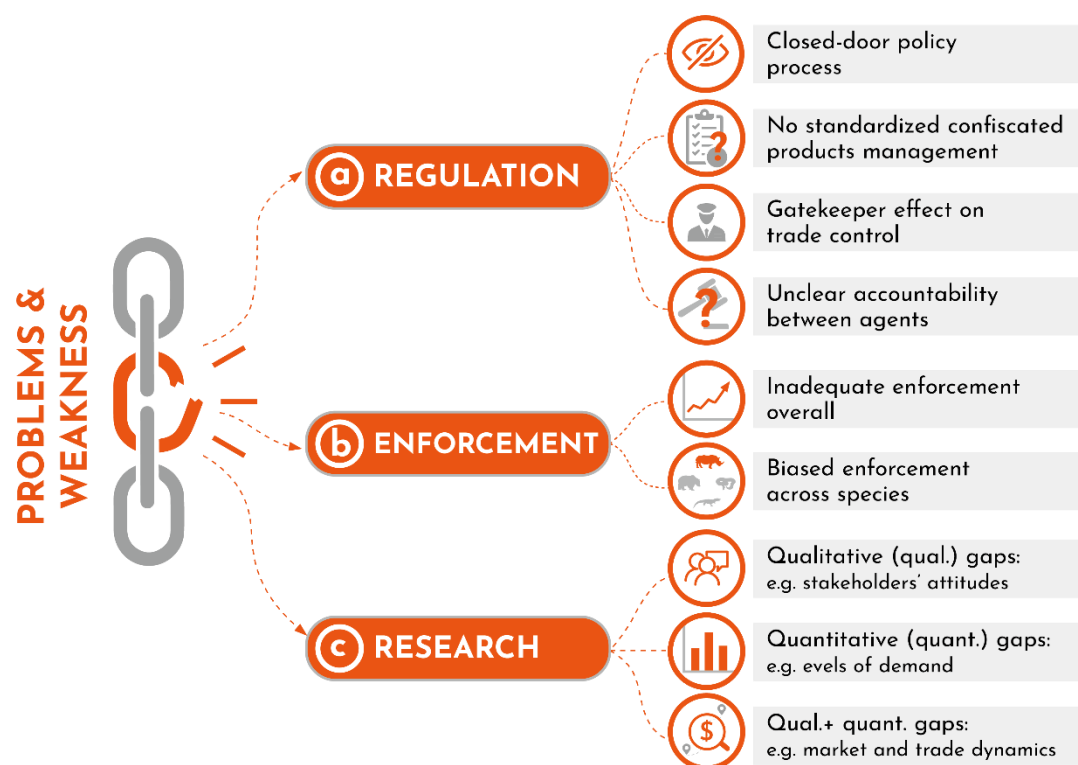 PROBLEMS &
WEAKNESS
a REGULATION
Closed-door policy
process
No standardized confiscated
products management
?
Gatekeeper effect on
trade control
Unclear accountability
between agents
?
b ENFORCEMENT
Inadequate enforcement
overall
Biased enforcement
across species
c RESEARCH
Qualitative (qual.) gaps:
e.g. stakeholders’ attitudes
Quantitative (quant.) gaps:
e.g. evels of demand
$
Qual.+ quant. gaps:
e.g. market and trade dynamics